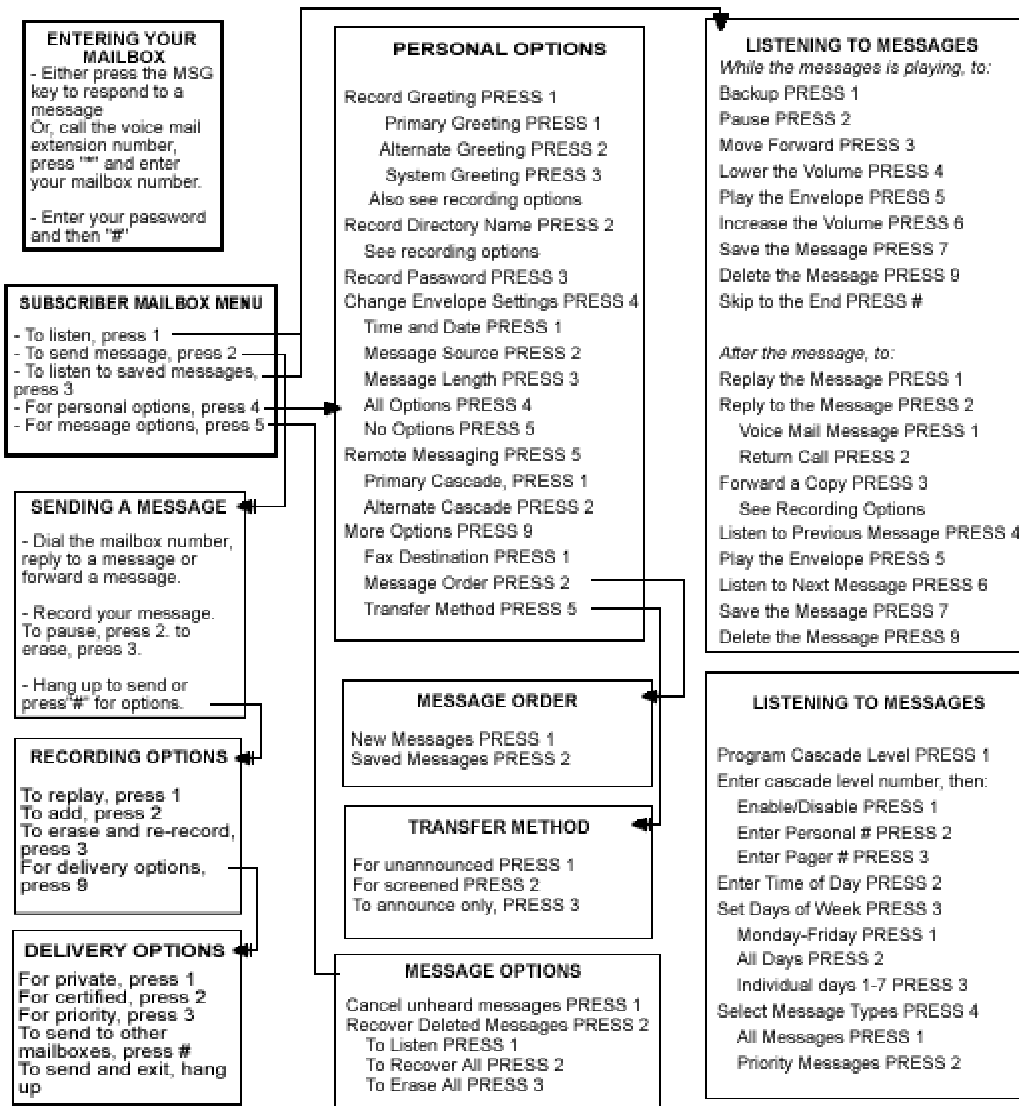 ENTERING YOUR
MAILBOX
- Either press the MSG
key to respond to a
message
Or, call the voice mail
extension number,
press "*" and enter
your mailbox number.
- Enter your password
and then "#"
SUBSCRIBER MAILBOX MENU
- To listen, press 1
- To send message, press 2
- To listen to saved messages,
press 3
- For personal options, press 4
- For message options, press 5
SENDING A MESSAGE
- Dial the mailbox number,
reply to a message or
forward a message.
- Record your message.
To pause, press 2. to
erase, press 3.
- Hang up to send or
press"#" for options.
RECORDING OPTIONS
To replay, press 1
To add, press 2
To erase and re-record,
press 3
For delivery options,
press 9
DELIVERY OPTIONS
For private, press 1
For certified, press 2
For priority, press 3
To send to other
mailboxes, press #
To send and exit, hang
up
PERSONAL OPTIONS
Record Greeting PRESS 1
Primary Greeting PRESS 1
Alternate Greeting PRESS 2
System Greeting PRESS 3
Also see recording options
Record Directory Name PRESS 2
See recording options
Record Password PRESS 3
Change Envelope Settings PRESS 4
Time and Date PRESS 1
Message Source PRESS 2
Message Length PRESS 3
All Options PRESS 4
No Options PRESS 5
Remote Messaging PRESS 5
Primary Cascade, PRESS 1
Alternate Cascade PRESS 2
More Options PRESS 9
Fax Destination PRESS 1
Message Order PRESS 2
Transfer Method PRESS 5
MESSAGE ORDER
New Messages PRESS 1
Saved Messages PRESS 2
TRANSFER METHOD
For unannounced PRESS 1
For screened PRESS 2
To announce only, PRESS 3
MESSAGE OPTIONS
Cancel unheard messages PRESS 1
Recover Deleted Messages PRESS 2
To Listen PRESS 1
To Recover All PRESS 2
To Erase All PRESS 3
LISTENING TO MESSAGES
While the messages is playing, to:
Backup PRESS 1
Pause PRESS 2
Move Forward PRESS 3
Lower the Volume PRESS 4
Play the Envelope PRESS 5
Increase the Volume PRESS 6
Save the Message PRESS 7
Delete the Message PRESS 9
Skip to the End PRESS #
After the message, to:
Replay the Message PRESS 1
Reply to the Message PRESS 2
Voice Mail Message PRESS 1
Return Call PRESS 2
Forward a Copy PRESS 3
See Recording Options
Listen to Previous Message PRESS 4
Play the Envelope PRESS 5
Listen to Next Message PRESS 6
Save the Message PRESS 7
Delete the Message PRESS 9
LISTENING TO MESSAGES
Program Cascade Level PRESS 1
Enter cascade level number, then:
Enable/Disable PRESS 1
Enter Personal # PRESS 2
Enter Pager # PRESS 3
Enter Time of Day PRESS 2
Set Days of Week PRESS 3
Monday-Friday PRESS 1
All Days PRESS 2
Individual days 1-7 PRESS 3
Select Message Types PRESS 4
All Messages PRESS 1
Priority Messages PRESS 2